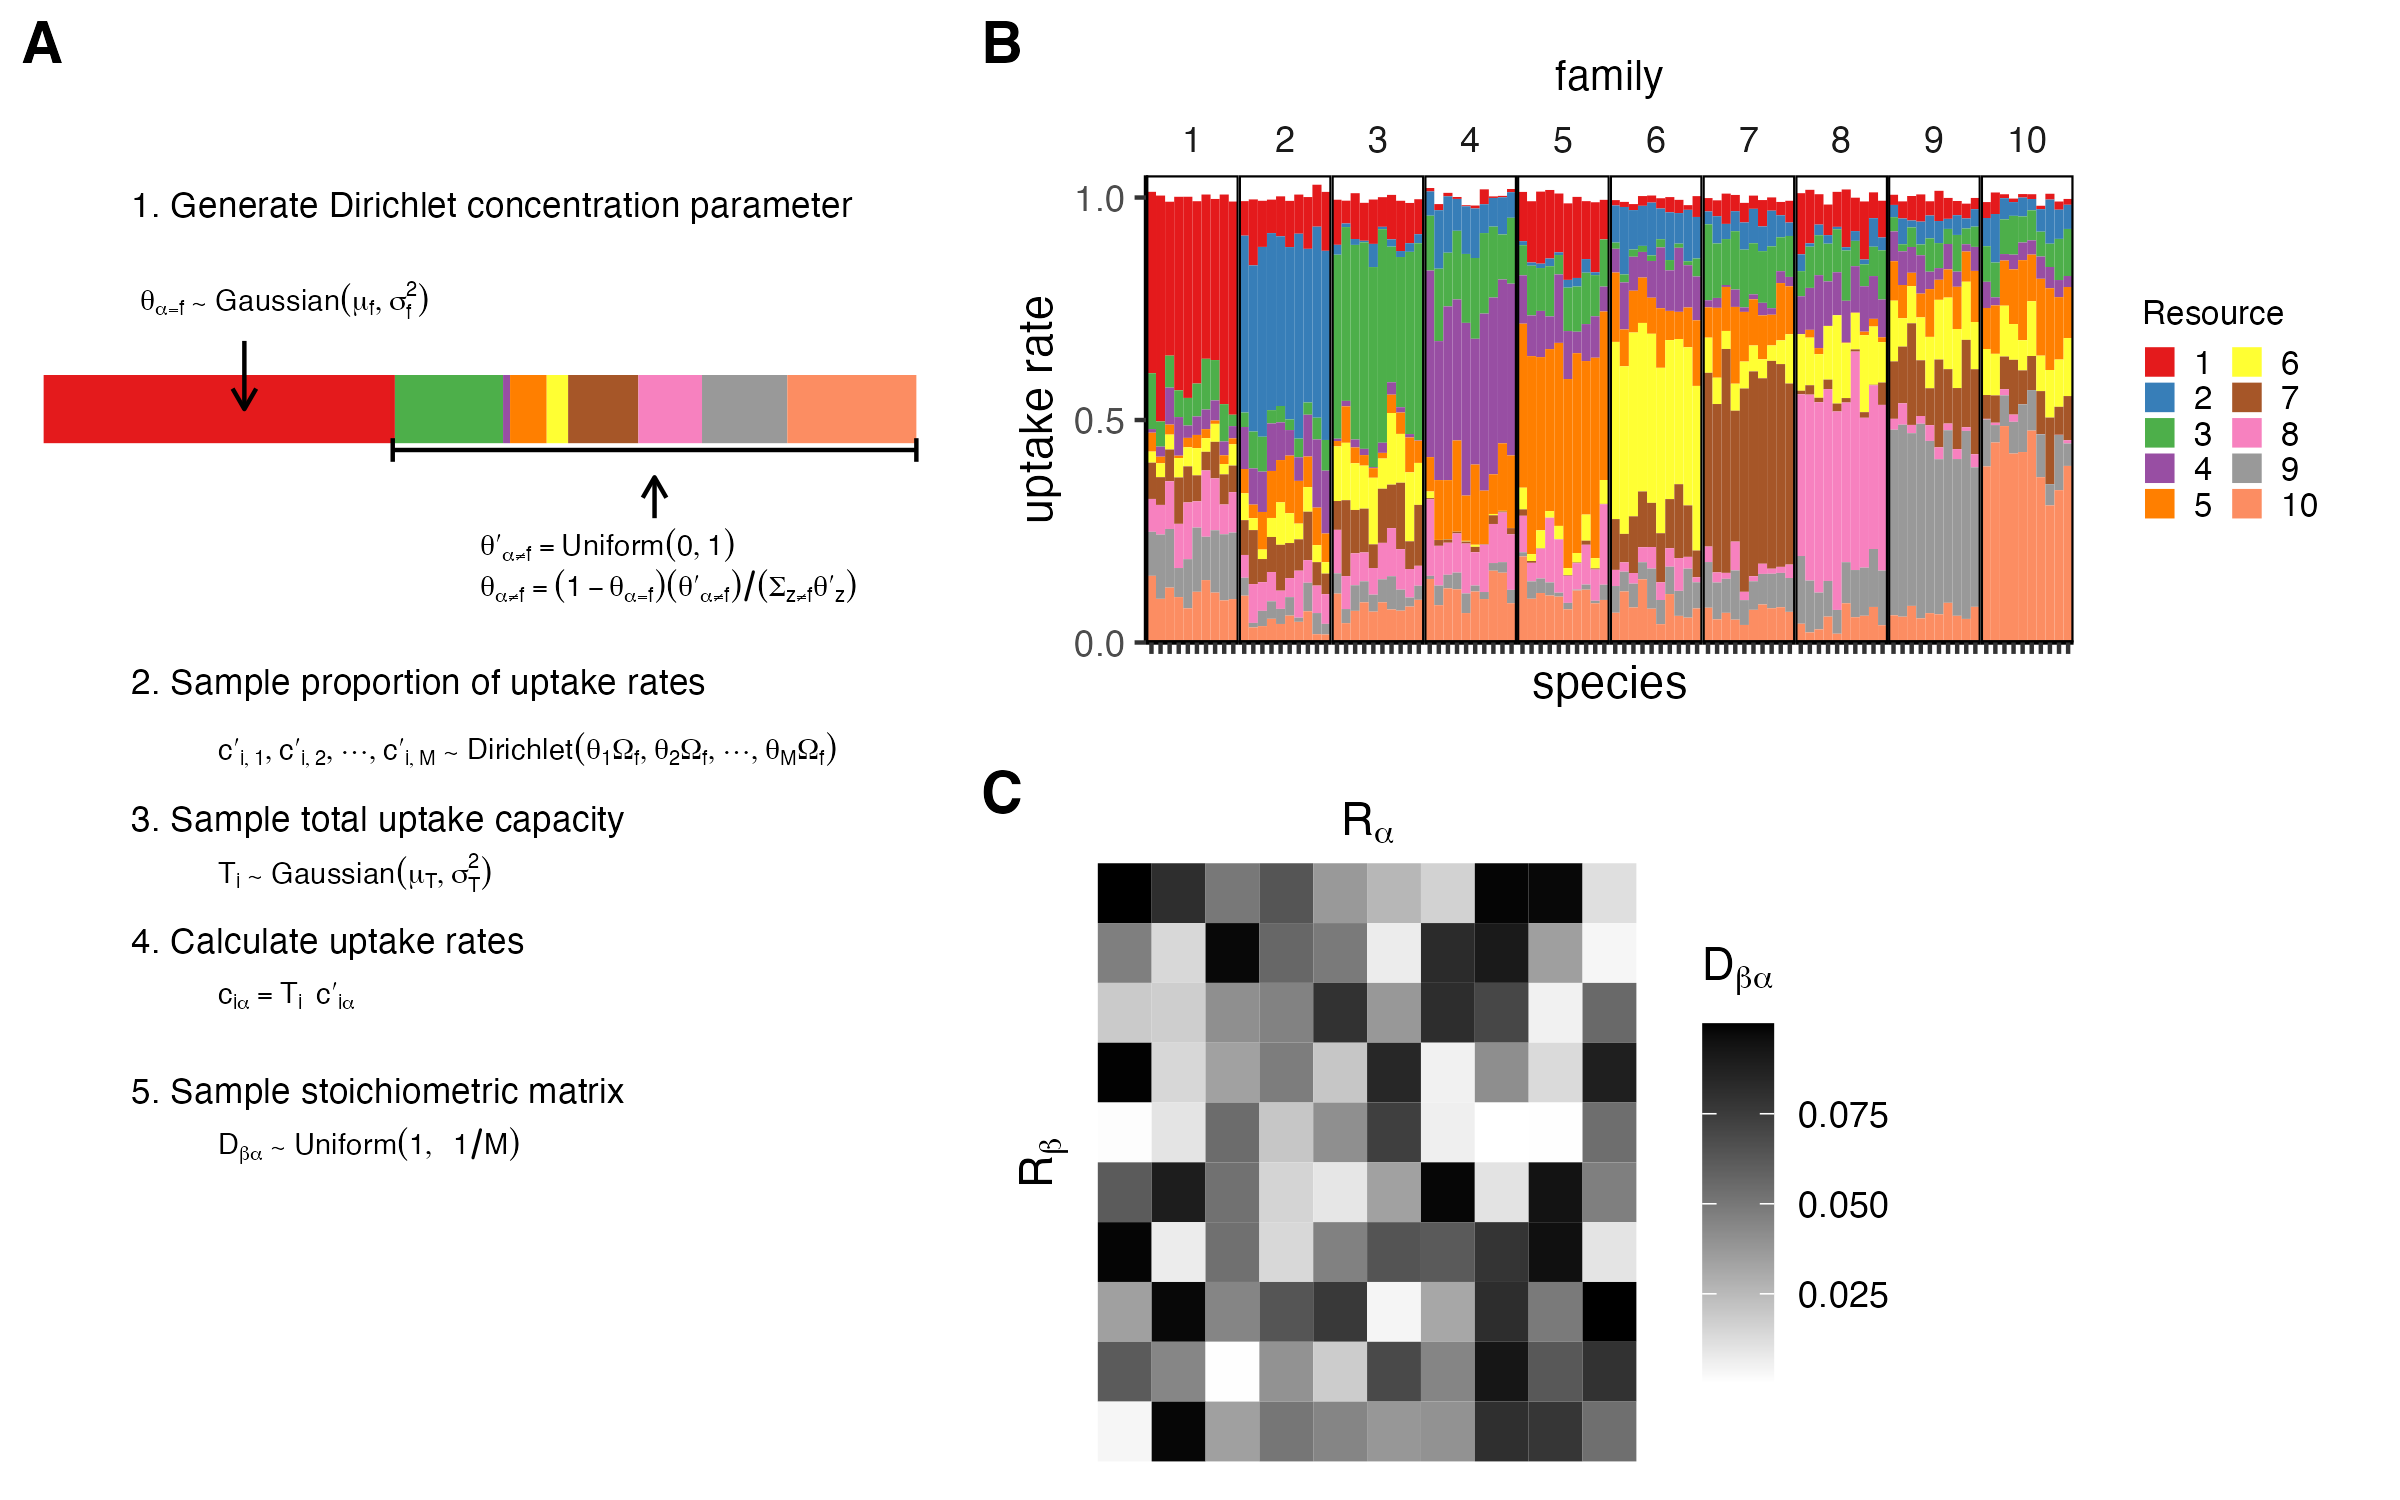 A
1. Generate Dirichlet concentration parameter
θα=f ~ Gaussian(μf, σf²)
θ′α≠f = Uniform(0, 1)
θα≠f = (1 − θα=f)(θ′α≠f)/(Σz≠fθ′z)
2. Sample proportion of uptake rates
c′i, 1, c′i, 2, ⋯, c′i, M ~ Dirichlet(θ1Ωf, θ2Ωf, ⋯, θMΩf)
3. Sample total uptake capacity
Ti ~ Gaussian(μT, σT²)
4. Calculate uptake rates
ciα = Ti c′iα
5. Sample stoichiometric matrix
Dβα ~ Uniform(1, 1/M)
B
family
1 2 3 4 5 6 7 8 9 10
1.0
0.5
0.0
uptake rate
species
Resource
1 6
2 7
3 8
4 9
5 10
C
Rα
Rβ
Dβα
0.075
0.050
0.025